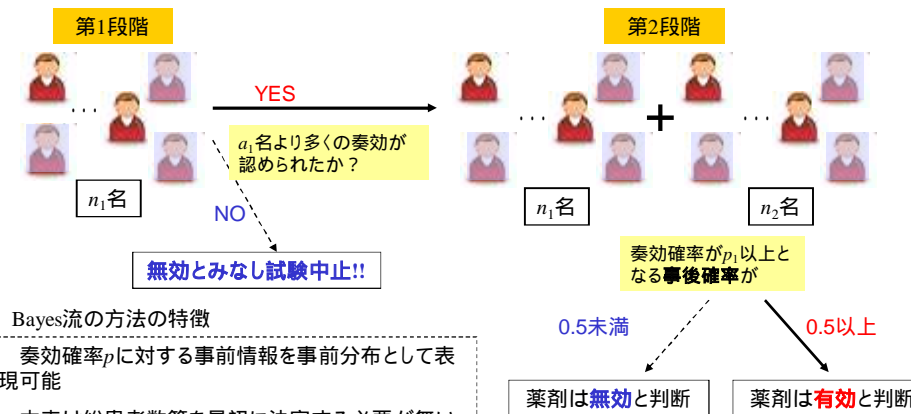 第1段階
第2段階
YES
a₁名より多くの奏効が
認められたか？
n₁名
NO
無効とみなし試験中止!!
n₁名
+
n₂名
奏効確率がp₁以上と
なる事後確率が
0.5未満
0.5以上
薬剤は無効と判断
薬剤は有効と判断
Bayes流の方法の特徴
奏効確率pに対する事前情報を事前分布として表
現可能